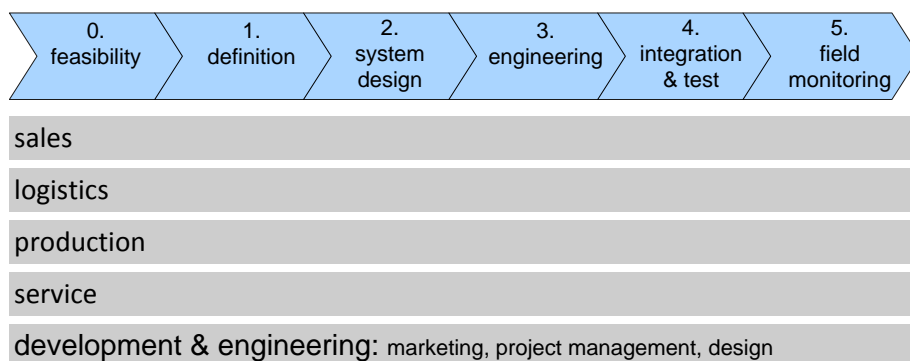 0.
feasibility
1.
definition
2.
system
design
3.
engineering
4.
integration
& test
5.
field
monitoring
sales
logistics
production
service
development & engineering: marketing, project management, design